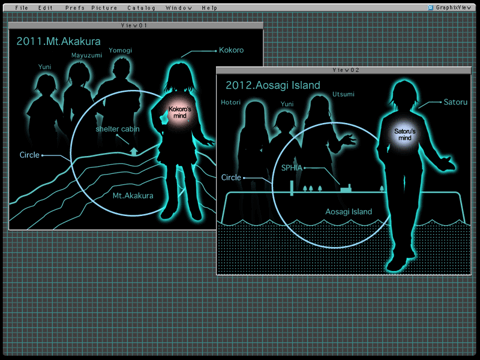 File Edit Prefs Picture Catalog Window Help GraphixView
View01
2011.Mt.Akakura
Yuni
Mayuzumi
Yomogi
Kokoro
Kokoro's
mind
shelter cabin
Circle
Mt.Akakura
View02
2012.Aosagi Island
Hotori
Yuni
Utsumi
Satoru
Satoru's
mind
SPHIA
Circle
Aosagi Island